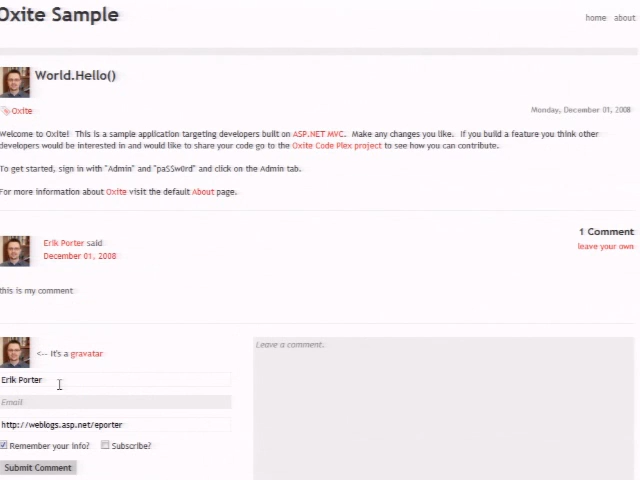 Oxite Sample
home about
World.Hello()
Oxite
Monday, December 01, 2008
Welcome to Oxite! This is a sample application targeting developers built on ASP.NET MVC. Make any changes you like. If you build a feature you think other
developers would be interested in and would like to share your code go to the Oxite Code Plex project to see how you can contribute.
To get started, sign in with "Admin" and "pa$$w0rd" and click on the Admin tab.
For more information about Oxite visit the default About page.
1 Comment
leave your own
Erik Porter said
December 01, 2008
this is my comment
<-- It's a gravatar
Leave a comment.
Erik Porter
Email
http://weblogs.asp.net/eporter
Remember your info? Subscribe?
Submit Comment